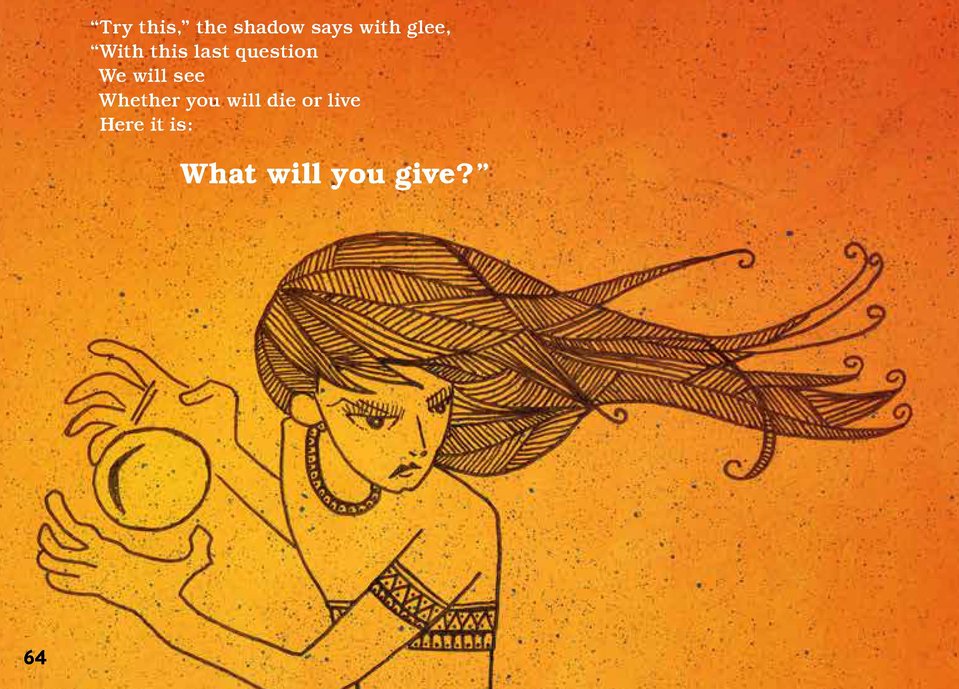 “Try this,” the shadow says with glee,
“With this last question
We will see
Whether you will die or live
Here it is:
What will you give?”
64